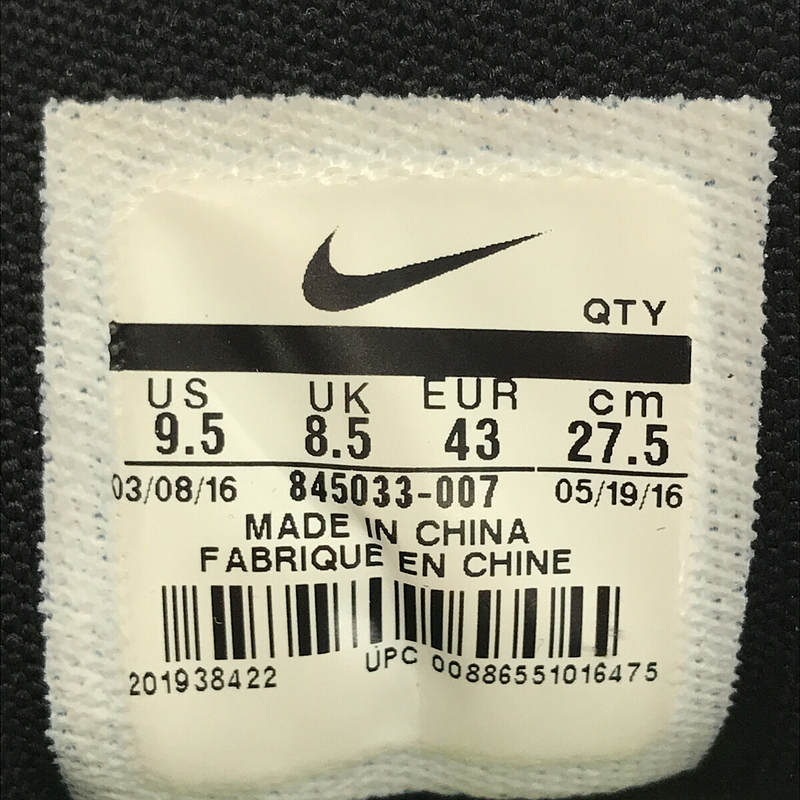 QTY
US UK EUR cm
9.5 8.5 43 27.5
03/08/16 845033-007 05/19/16
MADE IN CHINA
FABRIQUE EN CHINE
201938422 UPC 00886551016475